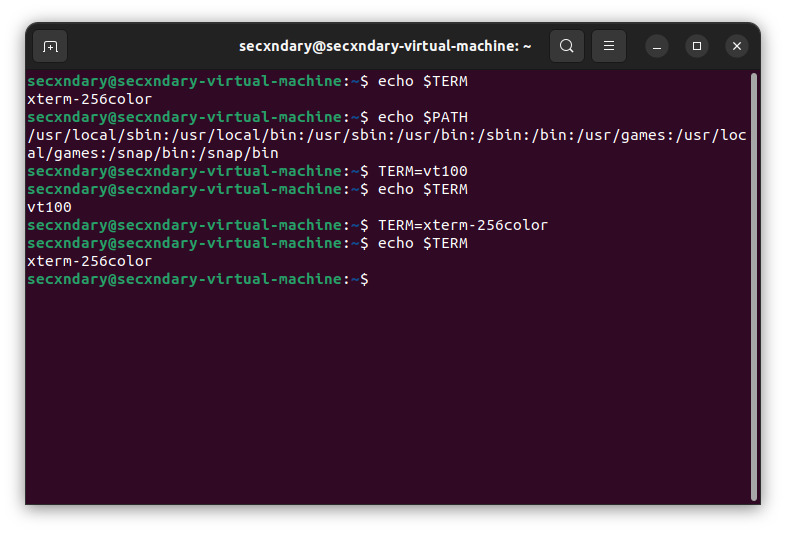 secxndary@secxndary-virtual-machine: ~
secxndary@secxndary-virtual-machine:~$ echo $TERM
xterm-256color
secxndary@secxndary-virtual-machine:~$ echo $PATH
/usr/local/sbin:/usr/local/bin:/usr/sbin:/usr/bin:/sbin:/bin:/usr/games:/usr/loc
al/games:/snap/bin:/snap/bin
secxndary@secxndary-virtual-machine:~$ TERM=vt100
secxndary@secxndary-virtual-machine:~$ echo $TERM
vt100
secxndary@secxndary-virtual-machine:~$ TERM=xterm-256color
secxndary@secxndary-virtual-machine:~$ echo $TERM
xterm-256color
secxndary@secxndary-virtual-machine:~$